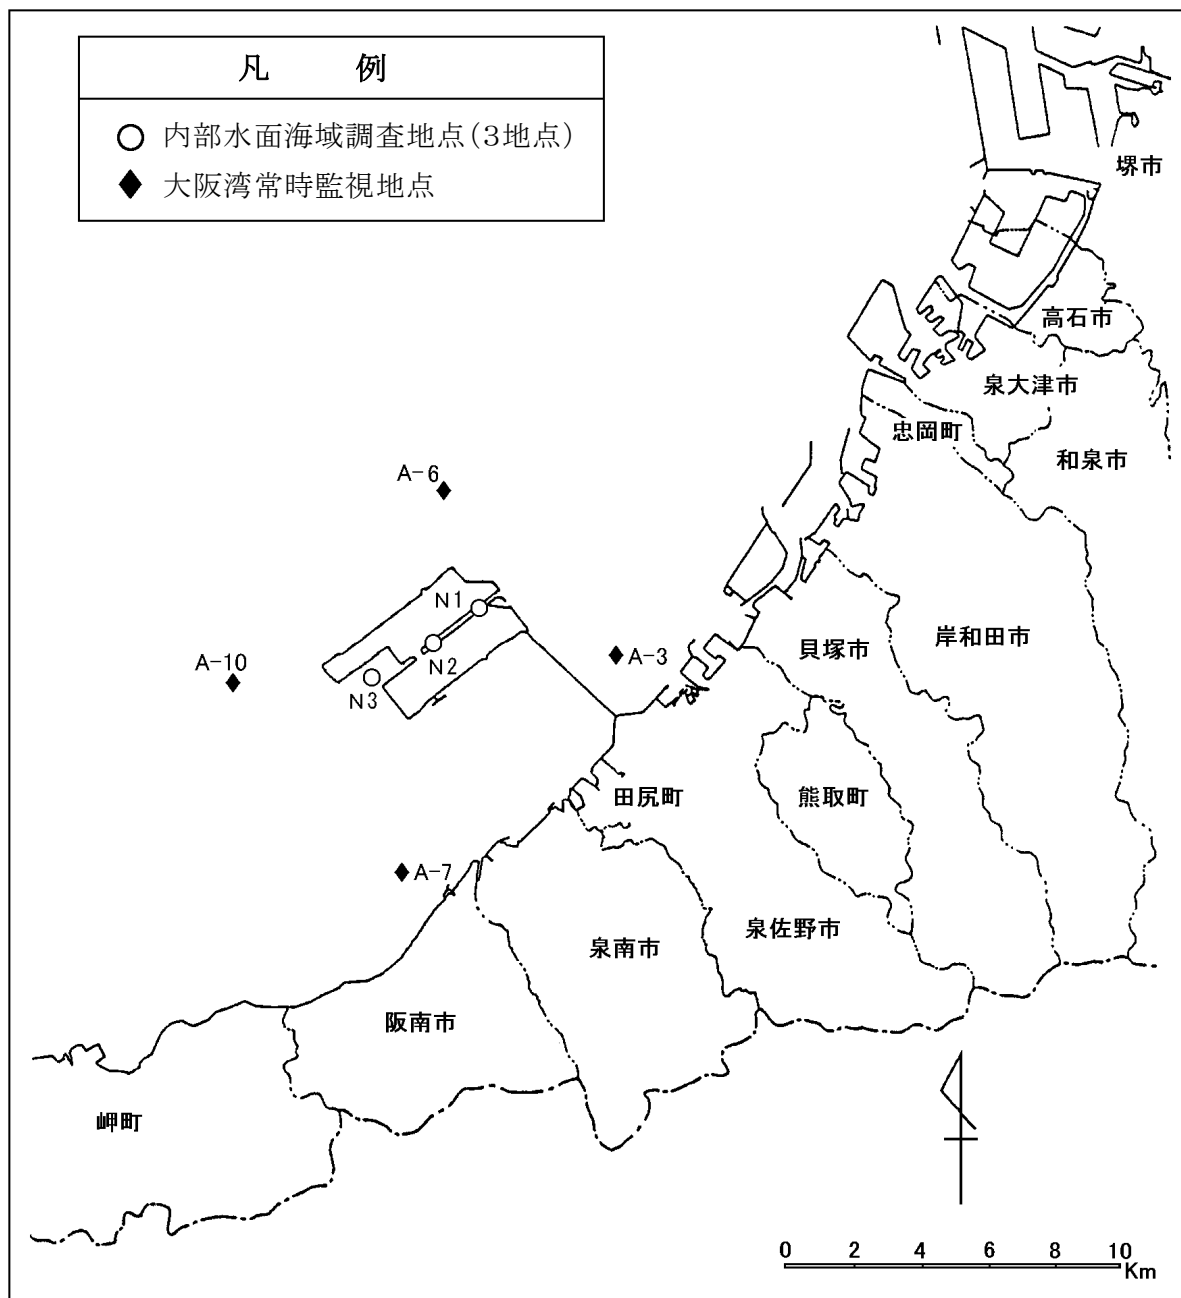 凡 例
内部水面海域調査地点(3地点)
大阪湾常時監視地点
堺市
高石市
泉大津市
忠岡町
和泉市
A-6
N1
岸和田市
貝塚市
A-3
N2
A-10
N3
田尻町
熊取町
A-7
泉佐野市
泉南市
阪南市
岬町
0 2 4 6 8 10
Km